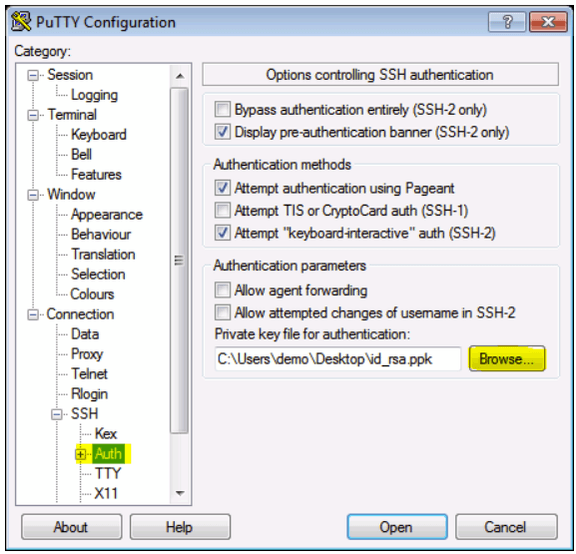 PuTTY Configuration
Category:
Session
Logging
Terminal
Keyboard
Bell
Features
Window
Appearance
Behaviour
Translation
Selection
Colours
Connection
Data
Proxy
Telnet
Rlogin
SSH
Kex
Auth
TTY
X11
Options controlling SSH authentication
Bypass authentication entirely (SSH-2 only)
Display pre-authentication banner (SSH-2 only)
Authentication methods
Attempt authentication using Pageant
Attempt TIS or CryptoCard auth (SSH-1)
Attempt "keyboard-interactive" auth (SSH-2)
Authentication parameters
Allow agent forwarding
Allow attempted changes of username in SSH-2
Private key file for authentication:
C:\Users\demo\Desktop\id_rsa.ppk Browse...
About Help Open Cancel